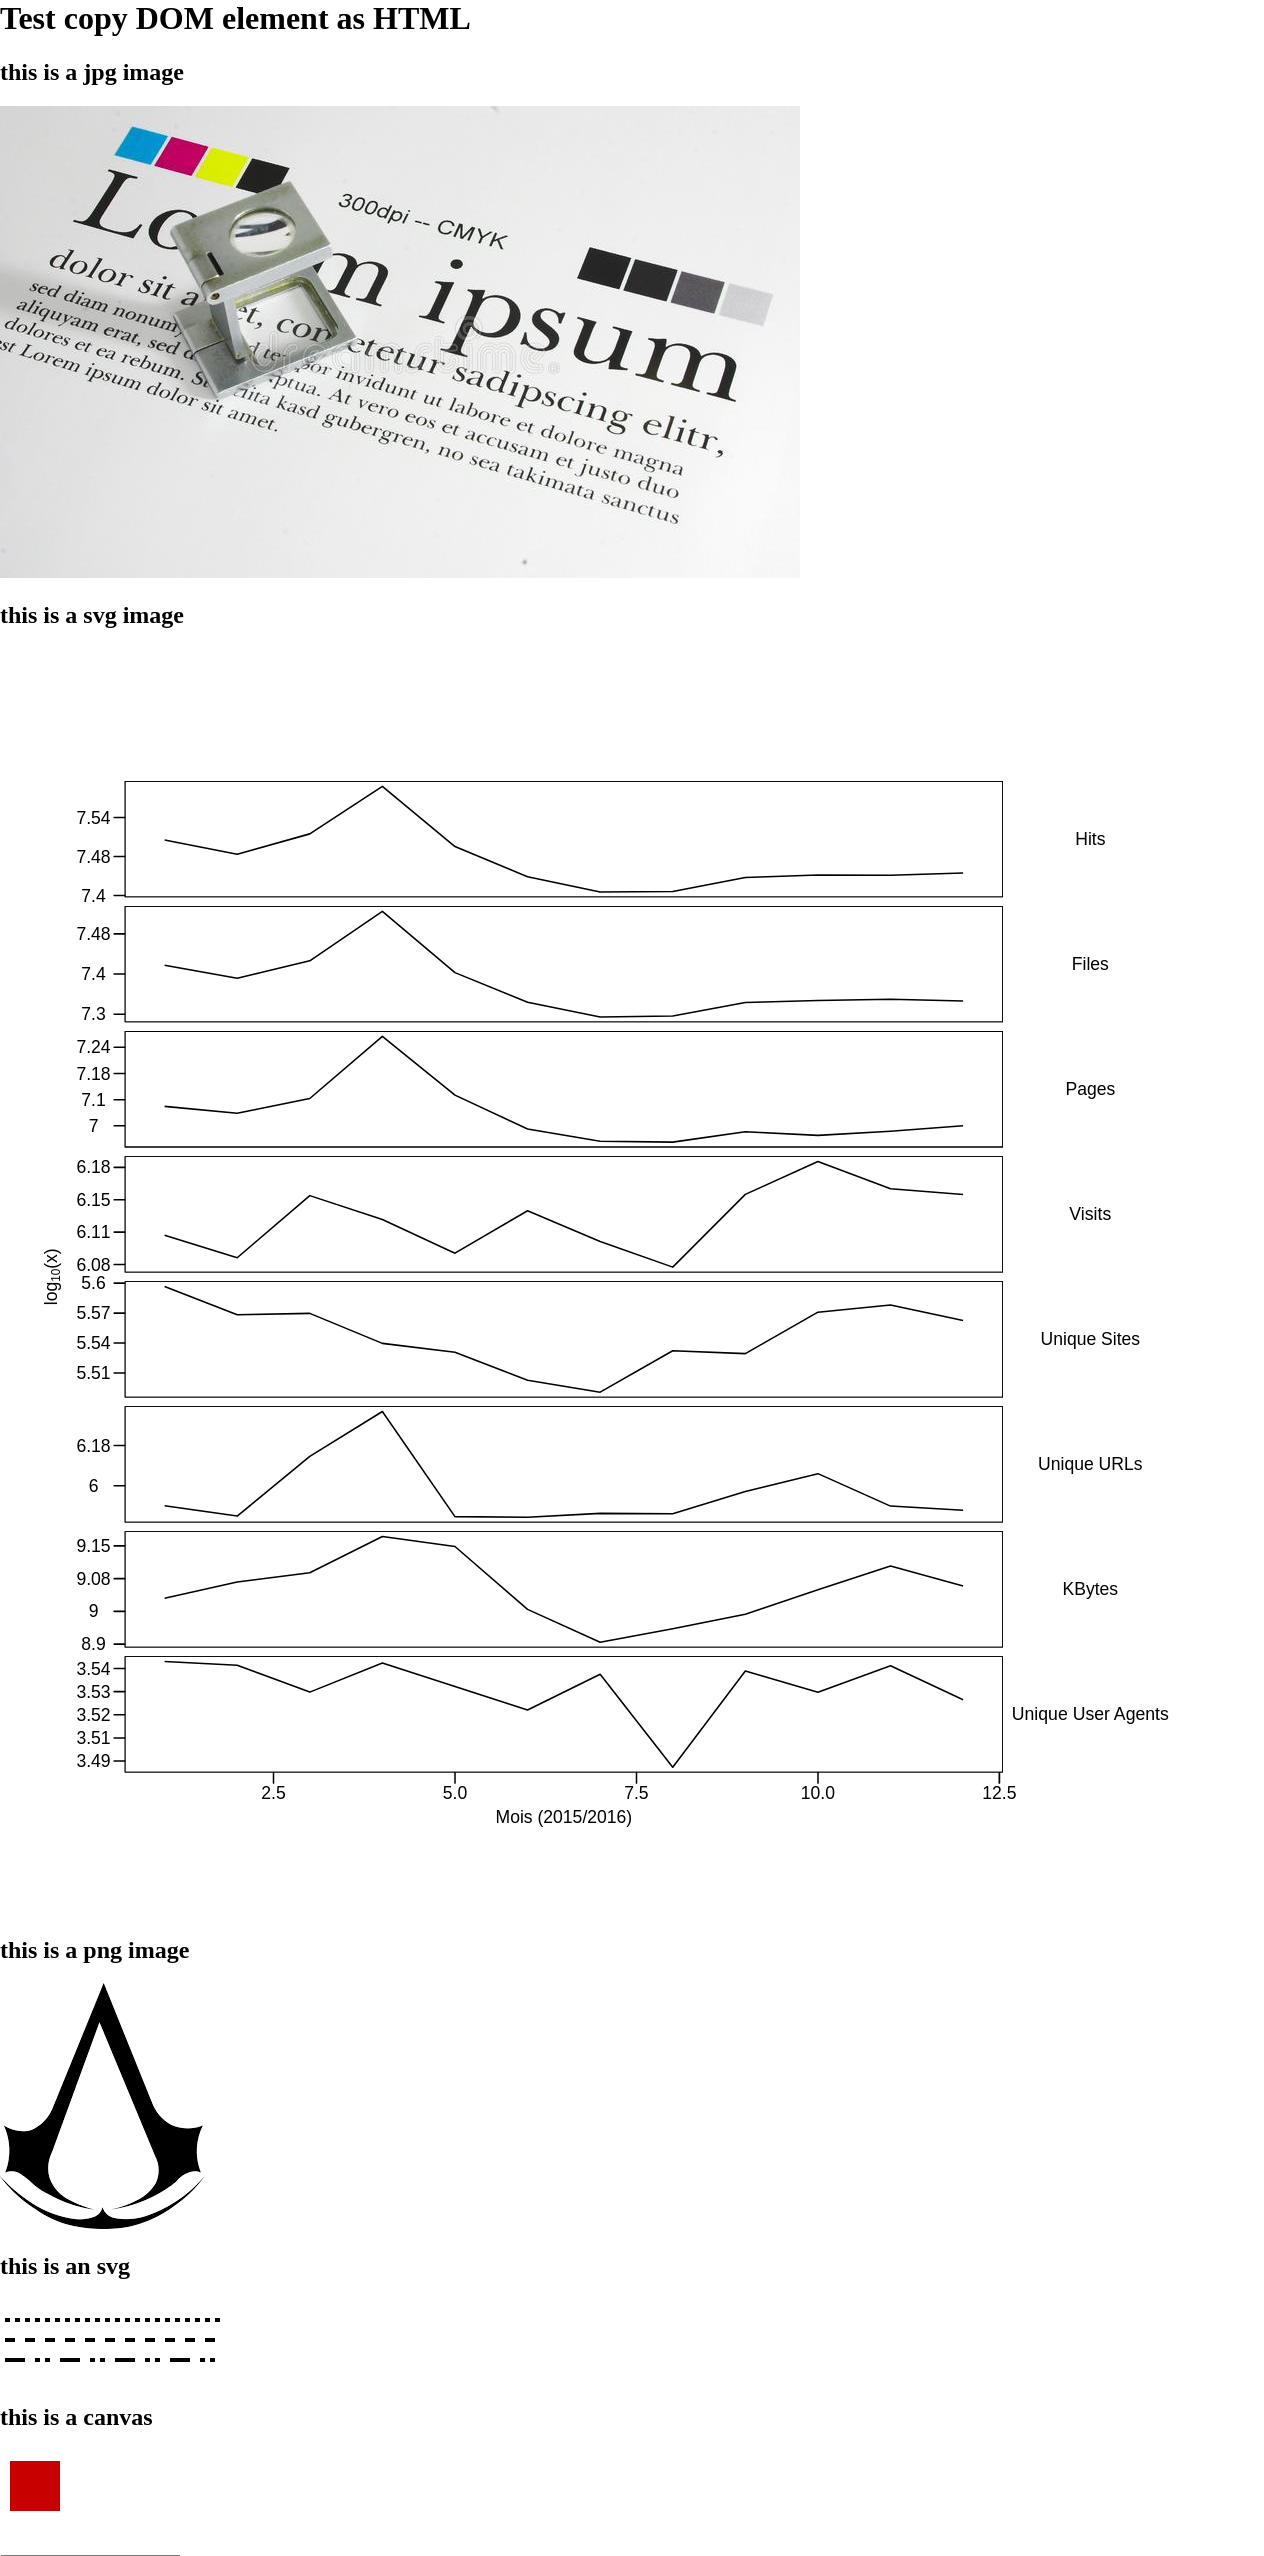 Test copy DOM element as HTML
this is a jpg image
300dpi -- CMYK
m ipsum
dolor sit a et, con etetur sadipscing elitr,
sed diam nonum por invidunt ut labore et dolore magna
aliquyam erat, sed ptua. At vero eos et accusam et justo duo
dolores et ea rebum. kasd gubergren, no sea takimata sanctus
st Lorem ipsum dolor sit amet.
this is a svg image
7.54
7.48
7.4
Hits
7.48
7.4
7.3
Files
7.24
7.18
7.1
7
Pages
6.18
6.15
6.11
6.08
Visits
log10(x)
5.6
5.57
5.54
5.51
Unique Sites
6.18
6
Unique URLs
9.15
9.08
9
8.9
KBytes
3.54
3.53
3.52
3.51
3.49
Unique User Agents
2.5 5.0 7.5 10.0 12.5
Mois (2015/2016)
this is a png image
this is an svg
this is a canvas